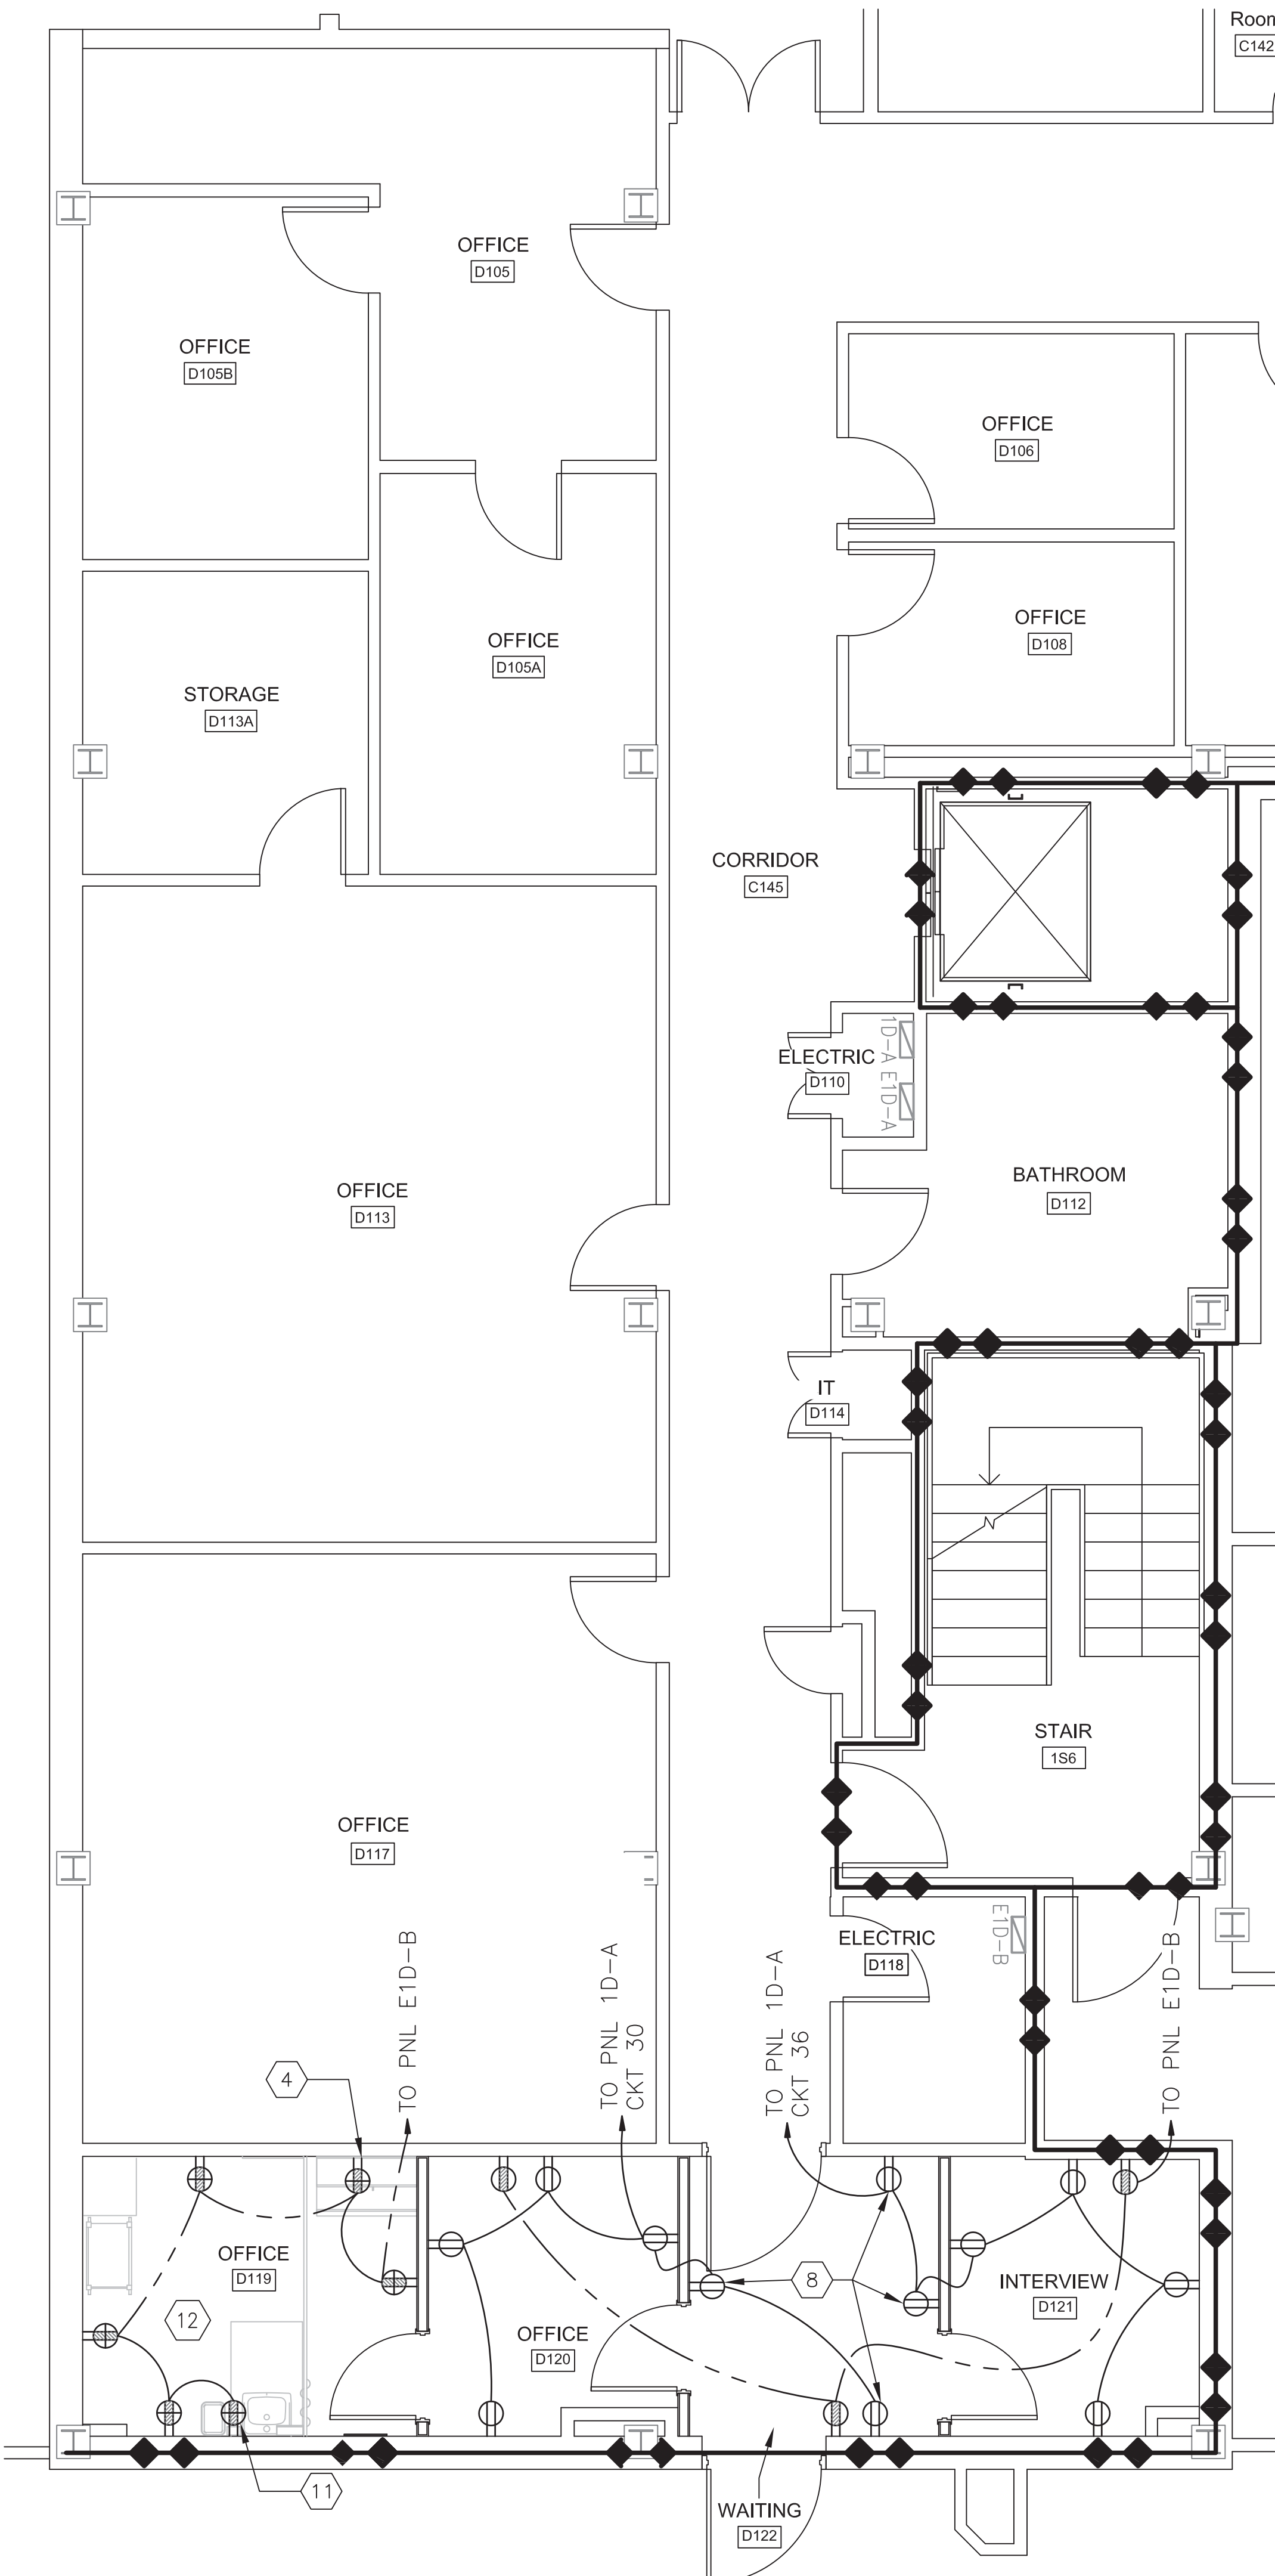 Room
C142
OFFICE
D105
OFFICE
D105B
OFFICE
D106
OFFICE
D108
OFFICE
D105A
STORAGE
D113A
CORRIDOR
C145
1D-A
ELECTRIC
D110
E1D-A
BATHROOM
D112
OFFICE
D113
IT
D114
STAIR
1S6
OFFICE
D117
ELECTRIC
D118
E1D-B
TO PNL E1D-B
TO PNL 1D-A
CKT 30
TO PNL 1D-A
CKT 36
TO PNL E1D-B
4
OFFICE
D119
12
8
INTERVIEW
D121
OFFICE
D120
11
WAITING
D122